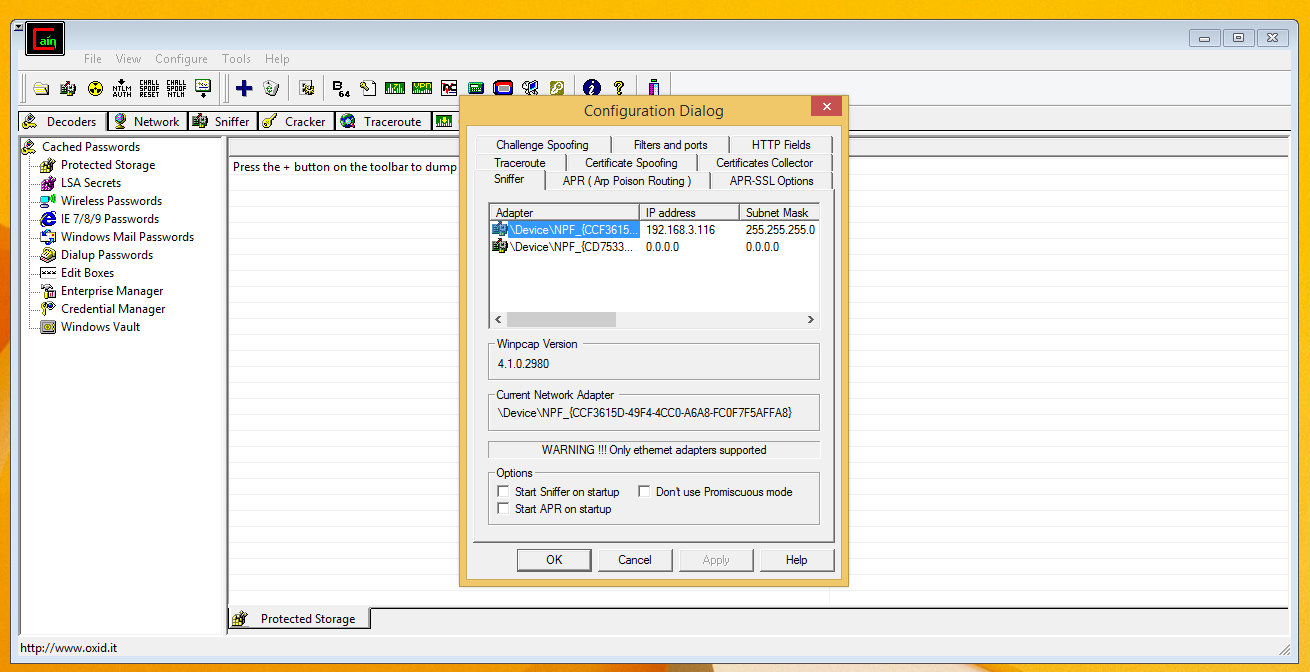 Cain
File View Configure Tools Help
NTLM AUTH
CHALL SPOOF RESET
CHALL SPOOF NTLM
B64
Decoders Network Sniffer Cracker Traceroute
Cached Passwords
Protected Storage
LSA Secrets
Wireless Passwords
IE 7/8/9 Passwords
Windows Mail Passwords
Dialup Passwords
Edit Boxes
Enterprise Manager
Credential Manager
Windows Vault
Press the + button on the toolbar to dump
Configuration Dialog
Challenge Spoofing Filters and ports HTTP Fields
Traceroute Certificate Spoofing Certificates Collector
Sniffer APR ( Arp Poison Routing ) APR-SSL Options
Adapter IP address Subnet Mask
\Device\NPF_{CCF3615... 192.168.3.116 255.255.255.0
\Device\NPF_{CD7533... 0.0.0.0 0.0.0.0
Winpcap Version
4.1.0.2980
Current Network Adapter
\Device\NPF_{CCF3615D-49F4-4CC0-A6A8-FC0F7F5AFFA8}
WARNING !!! Only ethernet adapters supported
Options
Start Sniffer on startup Don't use Promiscuous mode
Start APR on startup
OK Cancel Apply Help
Protected Storage
http://www.oxid.it